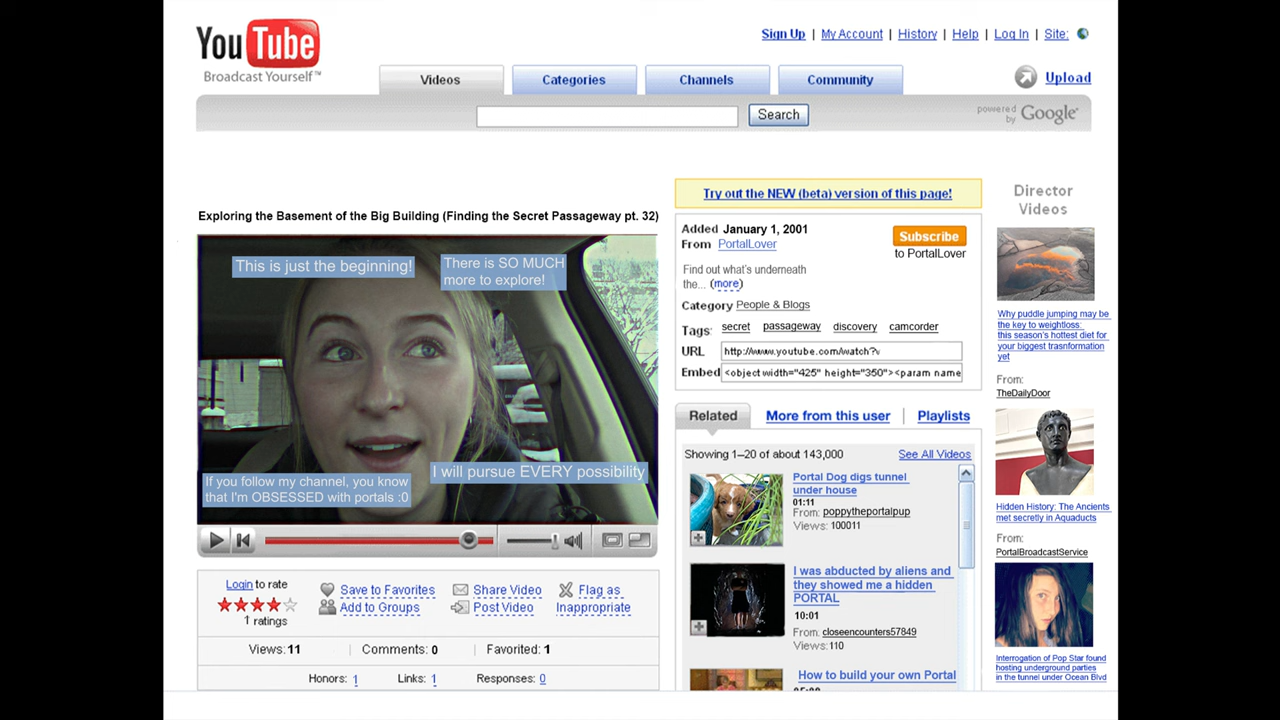 You Tube
Broadcast Yourself™
Sign Up | My Account | History | Help | Log In | Site:
Videos
Categories
Channels
Community
Upload
Search
powered by Google™
Try out the NEW (beta) version of this page!
Exploring the Basement of the Big Building (Finding the Secret Passageway pt. 32)
This is just the beginning!
There is SO MUCH
more to explore!
If you follow my channel, you know
that I'm OBSESSED with portals :0
I will pursue EVERY possibility
Login to rate
1 ratings
Save to Favorites
Add to Groups
Share Video
Post Video
Flag as
Inappropriate
Views: 11 | Comments: 0 | Favorited: 1
Honors: 1 Links: 1 Responses: 0
Added January 1, 2001
From PortalLover
Subscribe
to PortalLover
Find out what's underneath
the... (more)
Category People & Blogs
Tags: secret passageway discovery camcorder
URL http://www.youtube.com/watch?v
Embed <object width="425" height="350"><param name
Related
More from this user | Playlists
Showing 1–20 of about 143,000
See All Videos
Portal Dog digs tunnel
under house
01:11
From: poppytheportalpup
Views: 100011
I was abducted by aliens and
they showed me a hidden
PORTAL
10:01
From: closeencounters57849
Views:110
How to build your own Portal
Director
Videos
Why puddle jumping may be
the key to weightloss:
this season's hottest diet for
your biggest trasnformation
yet
From:
TheDailyDoor
Hidden History: The Ancients
met secretly in Aquaducts
From:
PortalBroadcastService
Interrogation of Pop Star found
hosting underground parties
in the tunnel under Ocean Blvd